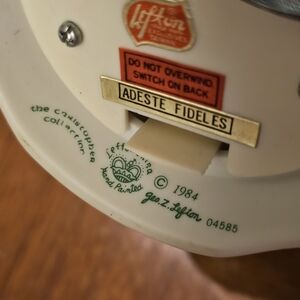 Lefton
DO NOT OVERWIND.
SWITCH ON BACK
ADESTE FIDELES
the christopher
collection
Lefton China
Hand Painted
© 1984
Geo. Z. Lefton
04585